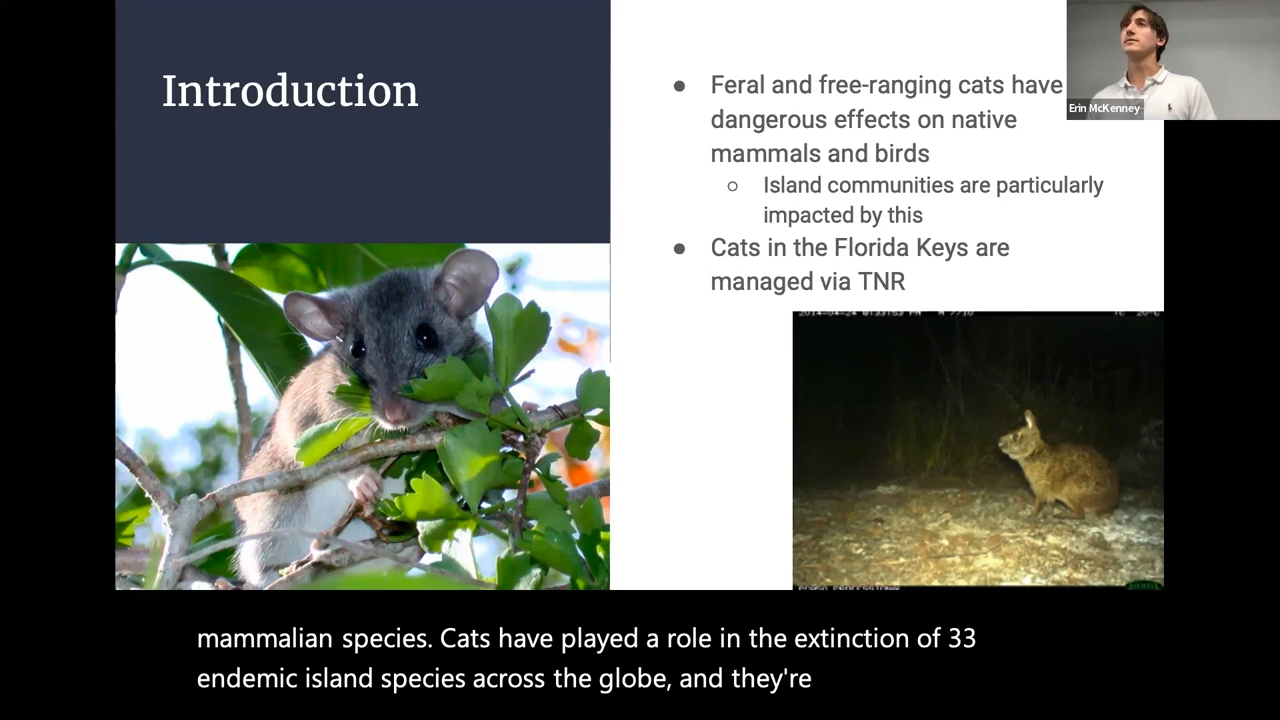 Introduction
● Feral and free-ranging cats have
dangerous effects on native
mammals and birds
○ Island communities are particularly
impacted by this
● Cats in the Florida Keys are
managed via TNR
Erin McKenney
mammalian species. Cats have played a role in the extinction of 33
endemic island species across the globe, and they're